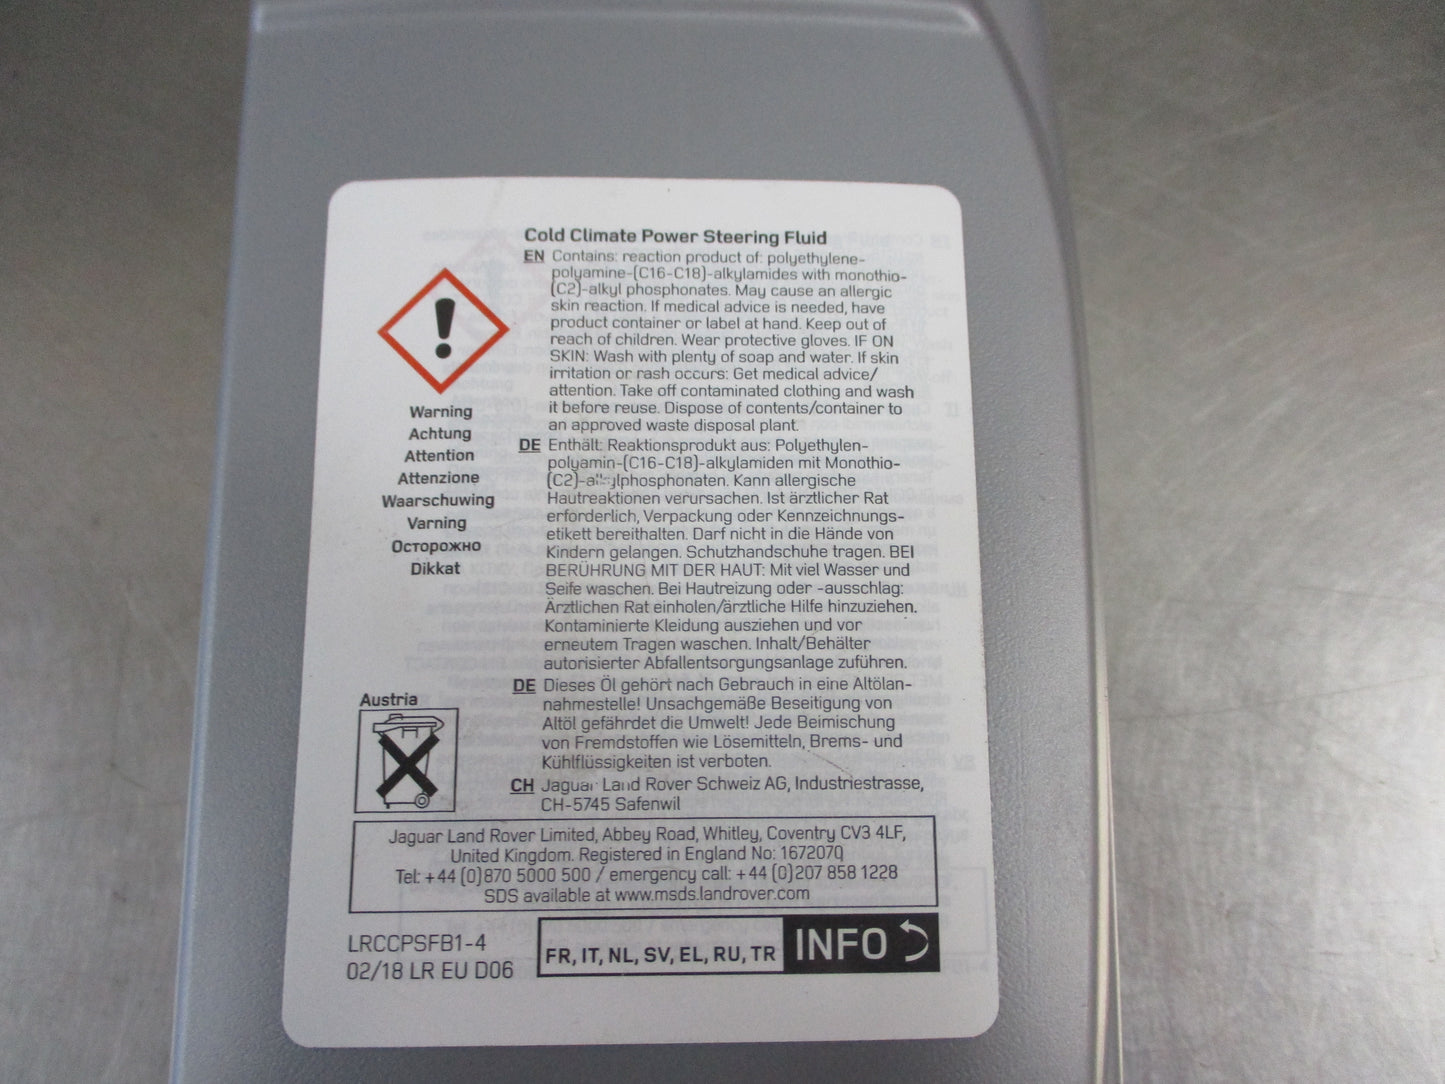 Cold Climate Power Steering Fluid
EN Contains: reaction product of: polyethylene-
polyamine-(C16-C18)-alkylamides with monothio-
(C2)-alkyl phosphonates. May cause an allergic
skin reaction. If medical advice is needed, have
product container or label at hand. Keep out of
reach of children. Wear protective gloves. IF ON
SKIN: Wash with plenty of soap and water. If skin
irritation or rash occurs: Get medical advice/
attention. Take off contaminated clothing and wash
it before reuse. Dispose of contents/container to
an approved waste disposal plant.
DE Enthält: Reaktionsprodukt aus: Polyethylen-
polyamin-(C16-C18)-alkylamiden mit Monothio-
(C2)-alkylphosphonaten. Kann allergische
Hautreaktionen verursachen. Ist ärztlicher Rat
erforderlich, Verpackung oder Kennzeichnungs-
etikett bereithalten. Darf nicht in die Hände von
Kindern gelangen. Schutzhandschuhe tragen. BEI
BERÜHRUNG MIT DER HAUT: Mit viel Wasser und
Seife waschen. Bei Hautreizung oder -ausschlag:
Ärztlichen Rat einholen/ärztliche Hilfe hinzuziehen.
Kontaminierte Kleidung ausziehen und vor
erneutem Tragen waschen. Inhalt/Behälter
autorisierter Abfallentsorgungsanlage zuführen.
DE Dieses Öl gehört nach Gebrauch in eine Altölan-
nahmestelle! Unsachgemäße Beseitigung von
Altöl gefährdet die Umwelt! Jede Beimischung
von Fremdstoffen wie Lösemitteln, Brems- und
Kühlflüssigkeiten ist verboten.
CH Jaguar Land Rover Schweiz AG, Industriestrasse,
CH-5745 Safenwil
Warning
Achtung
Attention
Attenzione
Waarschuwing
Varning
Осторожно
Dikkat
Austria
Jaguar Land Rover Limited, Abbey Road, Whitley, Coventry CV3 4LF,
United Kingdom. Registered in England No: 1672070
Tel: +44 (0)870 5000 500 / emergency call: +44 (0)207 858 1228
SDS available at www.msds.landrover.com
LRCCPSFB1-4
02/18 LR EU D06
FR, IT, NL, SV, EL, RU, TR INFO